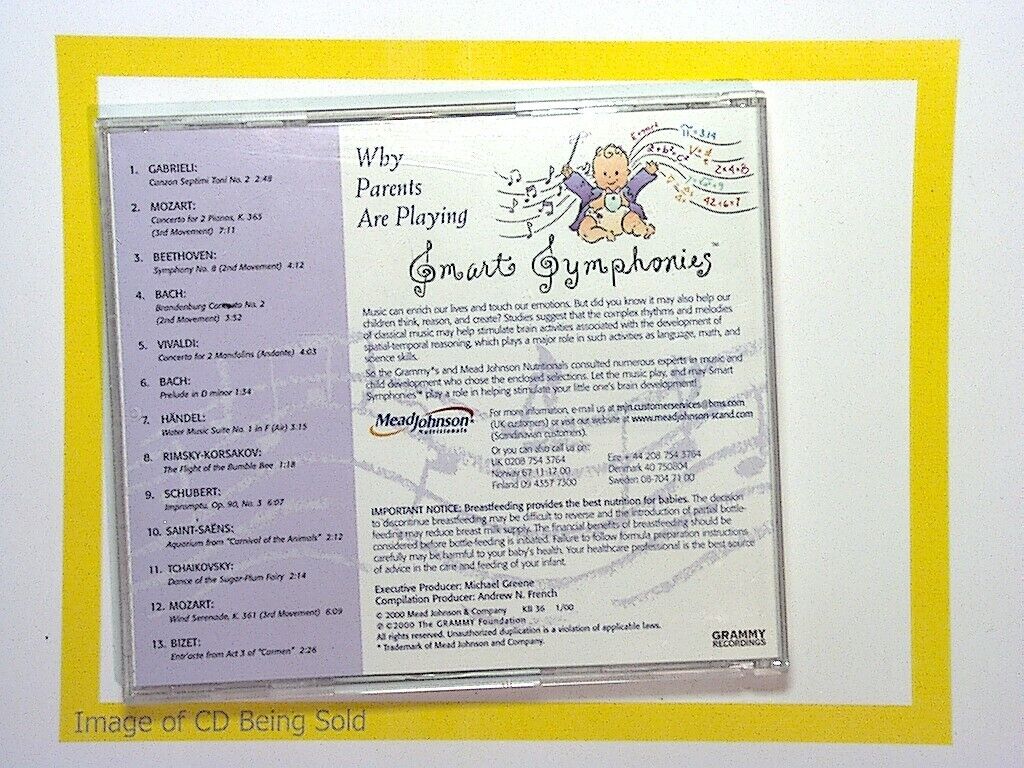 1. GABRIELI:
Canzon Septimi Toni No. 2 2:48
2. MOZART:
Concerto for 2 Pianos, K. 365
(3rd Movement) 7:11
3. BEETHOVEN:
Symphony No. 8 (2nd Movement) 4:12
4. BACH:
Brandenburg No. 2
(2nd Movement) 3:52
5. VIVALDI:
Concerto for 2 Mandolins (Andante) 4:03
6. BACH:
Prelude in D minor 1:34
7. HÄNDEL:
Water Music Suite No. 1 in F (Air) 3:15
8. RIMSKY-KORSAKOV:
The Flight of the Bumble Bee 1:18
9. SCHUBERT:
Impromptu, Op. 90, No. 3 6:07
10. SAINT-SAËNS:
Aquarium from "Carnival of the Animals" 2:12
11. TCHAIKOVSKY:
Dance of the Sugar-Plum Fairy 2:14
12. MOZART:
Wind Serenade, K. 361 (3rd Movement) 6:09
13. BIZET:
Entr'acte from Act 3 of "Carmen" 2:26
Why
Parents
Are Playing
E=mc²
π=3.14
a²+b²=c²
2×4=8
42÷6=7
Smart Symphonies™
Music can enrich our lives and touch our emotions. But did you know it may also help our
children think, reason, and create? Studies suggest that the complex rhythms and melodies
of classical music may help stimulate brain activities associated with the development of
spatial-temporal reasoning, which plays a major role in such activities as language, math, and
science skills.
So the Grammy*s and Mead Johnson Nutritionals consulted numerous experts in music and
child development who chose the enclosed selections. Let the music play, and may Smart
Symphonies™ play a role in helping stimulate your little one's brain development!
MeadJohnson
Nutritionals
For more information, e-mail us at mjn.customerservices@bms.com
(UK customers) or visit our website at www.meadjohnson-scand.com
(Scandinavian customers).
Or you can also call us on:
UK 0208 754 3764 Eire + 44 208 754 3764
Norway 67 11 17 00 Denmark 40 750804
Finland 09 4357 7300 Sweden 08-704 71 00
IMPORTANT NOTICE: Breastfeeding provides the best nutrition for babies. The decision
to discontinue breastfeeding may be difficult to reverse and the introduction of partial bottle-
feeding may reduce breast milk supply. The financial benefits of breastfeeding should be
considered before bottle-feeding is initiated. Failure to follow formula preparation instructions
carefully may be harmful to your baby's health. Your healthcare professional is the best source
of advice in the care and feeding of your infant.
Executive Producer: Michael Greene
Compilation Producer: Andrew N. French
© 2000 Mead Johnson & Company KII 36 1/00
℗ © 2000 The GRAMMY Foundation
All rights reserved. Unauthorized duplication is a violation of applicable laws.
* Trademark of Mead Johnson and Company.
GRAMMY
RECORDINGS
Image of CD Being Sold